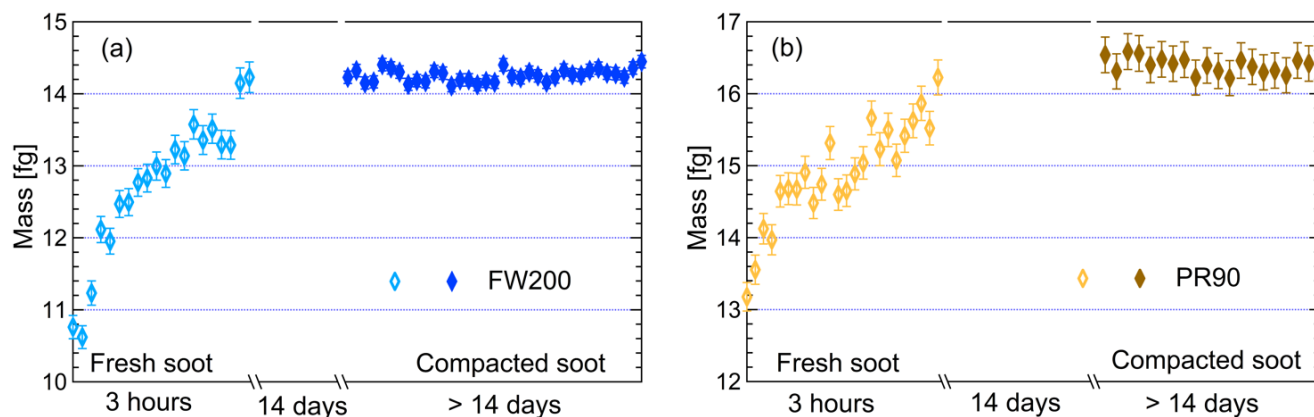 (a)
Mass [fg]
15
14
13
12
11
10
FW200
Fresh soot
Compacted soot
3 hours
14 days
> 14 days
(b)
Mass [fg]
17
16
15
14
13
12
PR90
Fresh soot
Compacted soot
3 hours
14 days
> 14 days